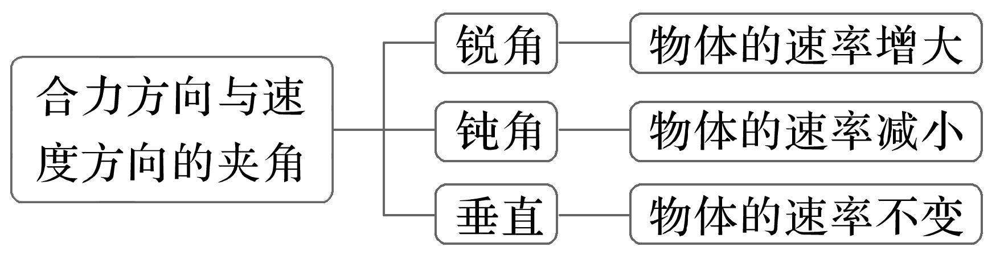 合力方向与速
度方向的夹角
锐角
物体的速率增大
钝角
物体的速率减小
垂直
物体的速率不变